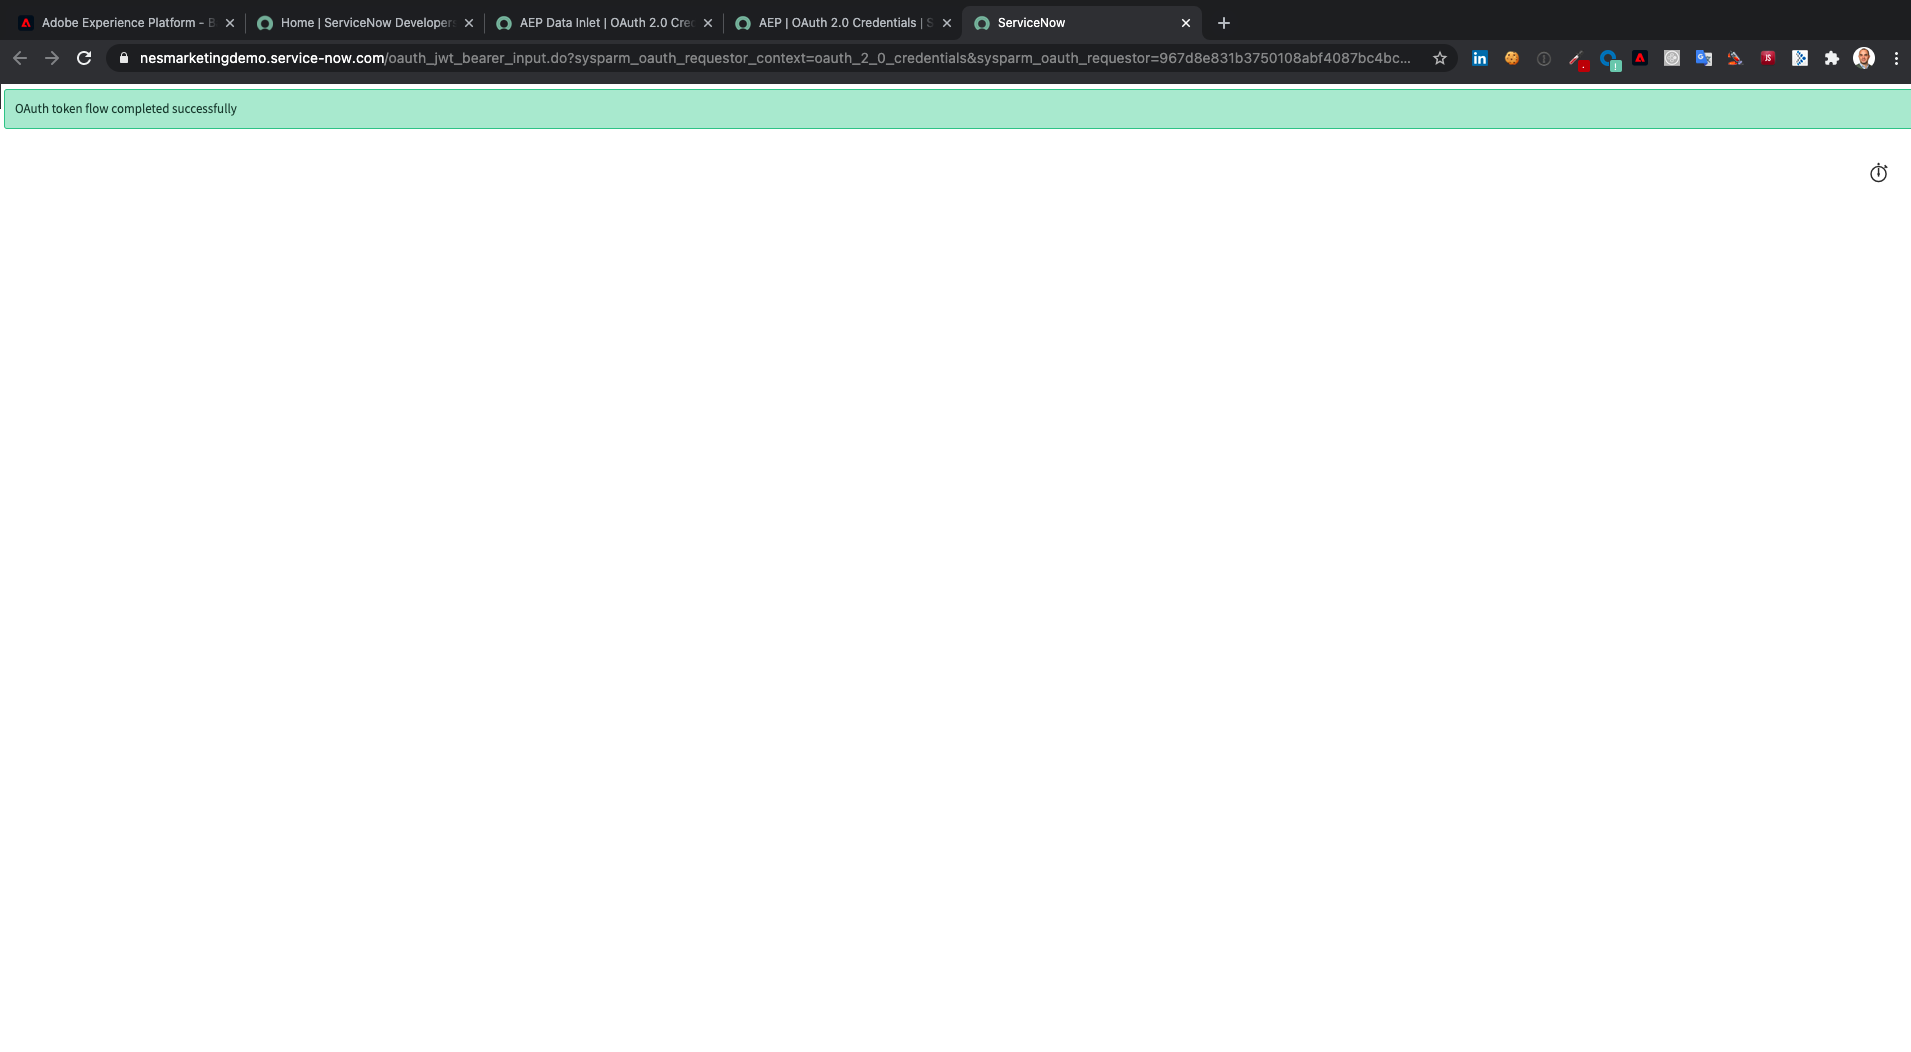 Adobe Experience Platform - B
Home | ServiceNow Developers
AEP Data Inlet | OAuth 2.0 Cre
AEP | OAuth 2.0 Credentials | S
ServiceNow
nesmarketingdemo.service-now.com/oauth_jwt_bearer_input.do?sysparm_oauth_requestor_context=oauth_2_0_credentials&sysparm_oauth_requestor=967d8e831b3750108abf4087bc4bc...
OAuth token flow completed successfully